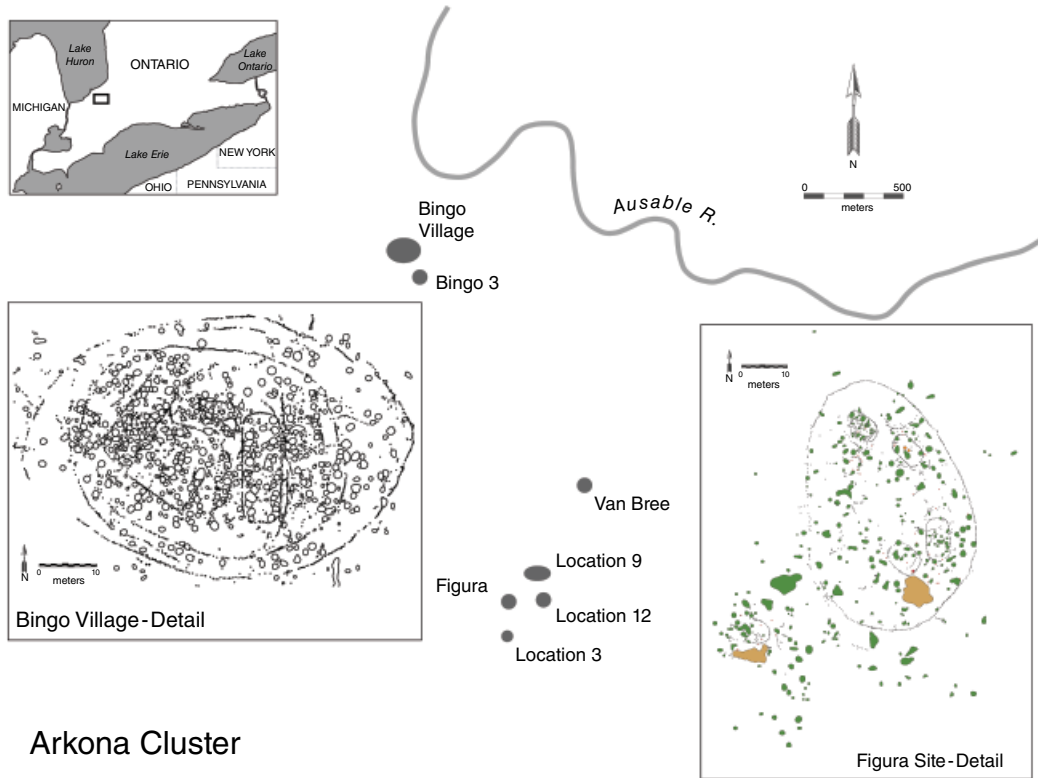 Lake
Huron
ONTARIO
Lake
Ontario
MICHIGAN
Lake Erie
NEW YORK
OHIO
PENNSYLVANIA
N
0 500
meters
Ausable R.
Bingo
Village
Bingo 3
N
0 10
meters
Bingo Village-Detail
Van Bree
Location 9
Figura
Location 12
Location 3
N
0 10
meters
Figura Site-Detail
Arkona Cluster